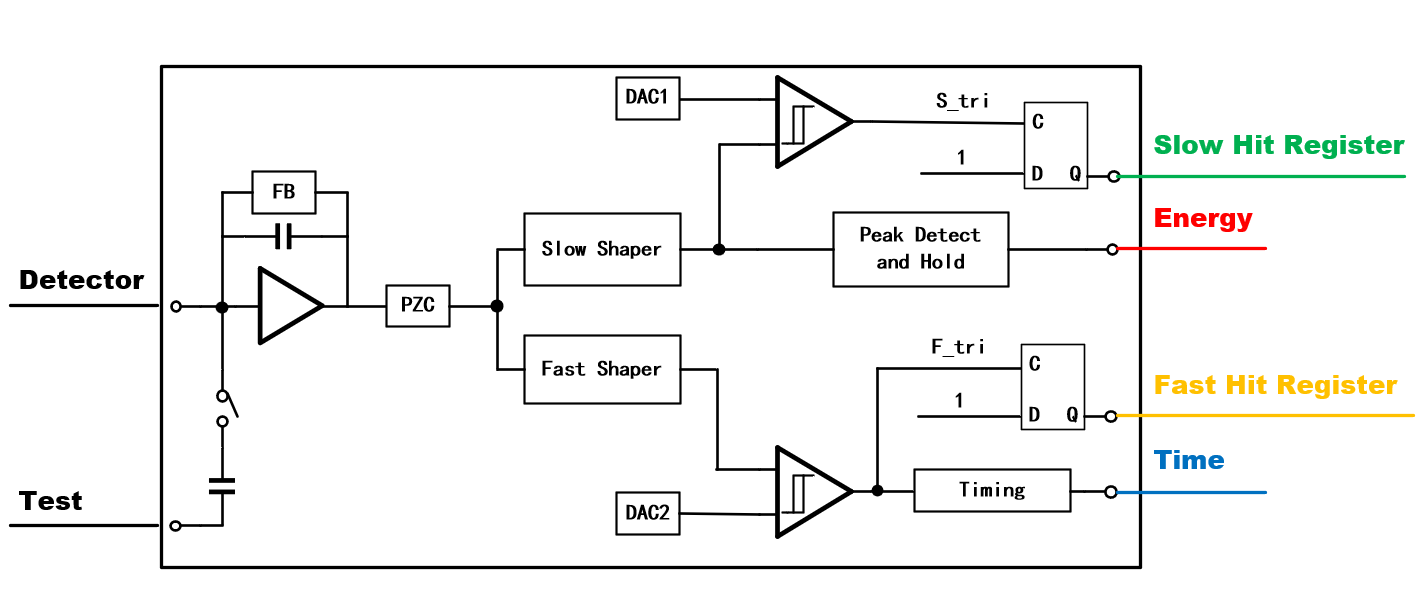 DAC1
S_tri
C
Slow Hit Register
1
D Q
FB
Energy
Slow Shaper
Peak Detect
and Hold
Detector
PZC
F_tri
C
Fast Shaper
Fast Hit Register
1
D Q
Time
Timing
Test
DAC2